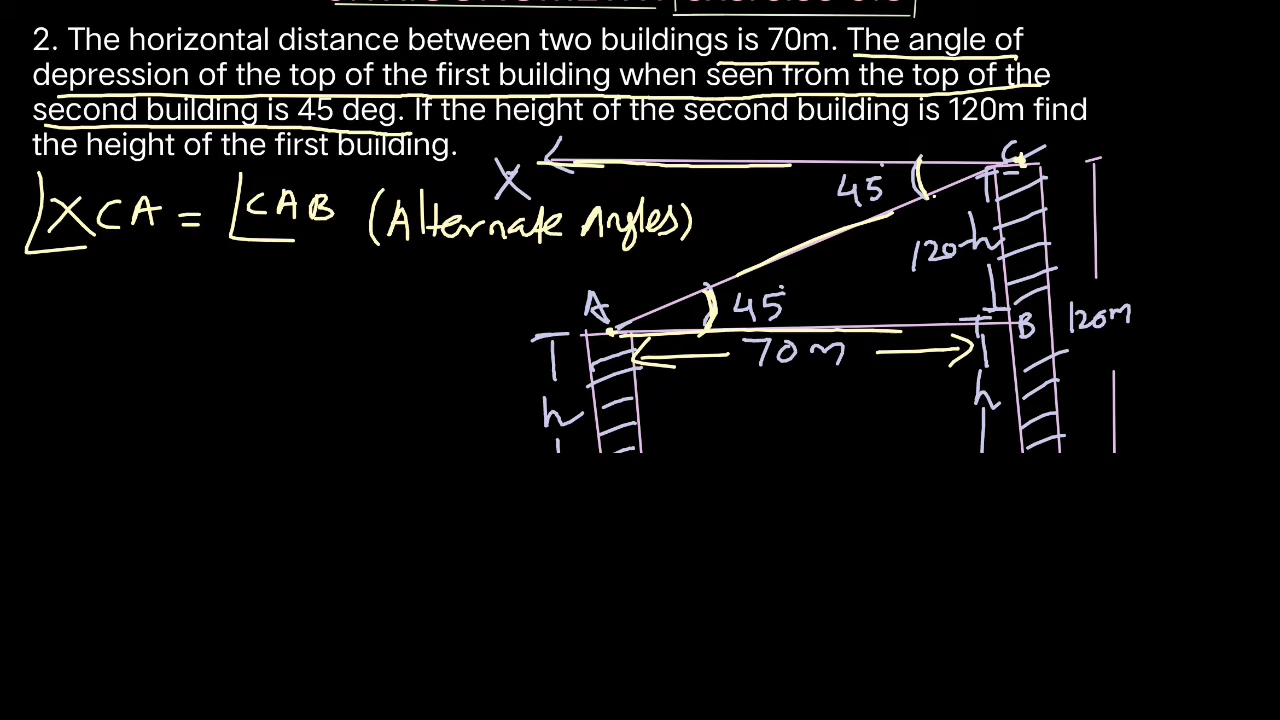 2. The horizontal distance between two buildings is 70m. The angle of
depression of the top of the first building when seen from the top of the
second building is 45 deg. If the height of the second building is 120m find
the height of the first building.
X
C
45°
∠XCA = ∠CAB (Alternate Angles)
120-h
A
45°
B
120m
70 m
h
h